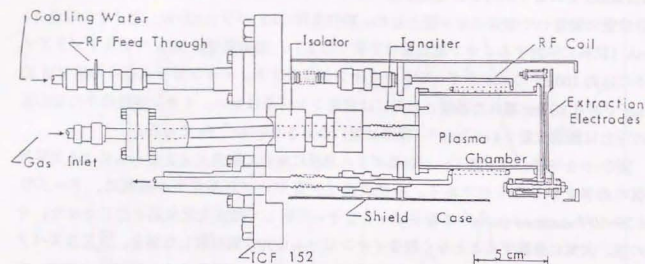 Coaling Water
RF Feed Through
Isolator
Ignaiter
RF Coil
Extraction
Electrodes
Plasma
Chamber
Gas Inlet
Shield Case
ICF 152
5 cm